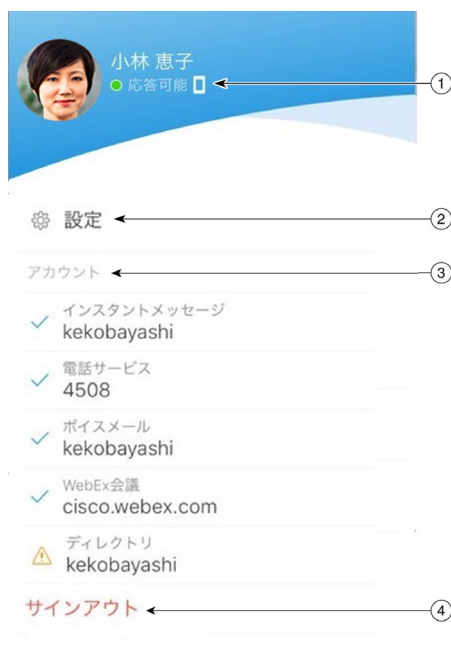 小林 恵子
応答可能
①
設定
②
アカウント
③
インスタントメッセージ
kekobayashi
電話サービス
4508
ボイスメール
kekobayashi
WebEx会議
cisco.webex.com
ディレクトリ
kekobayashi
サインアウト
④